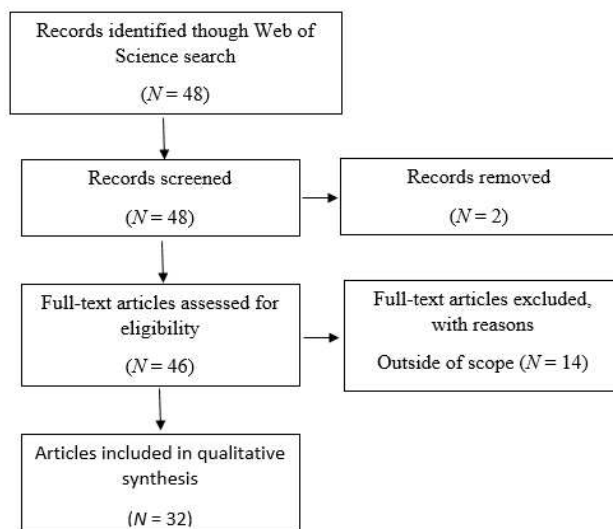 Records identified though Web of
Science search
(N = 48)
Records screened
(N = 48)
Records removed
(N = 2)
Full-text articles assessed for
eligibility
(N = 46)
Full-text articles excluded,
with reasons
Outside of scope (N = 14)
Articles included in qualitative
synthesis
(N = 32)